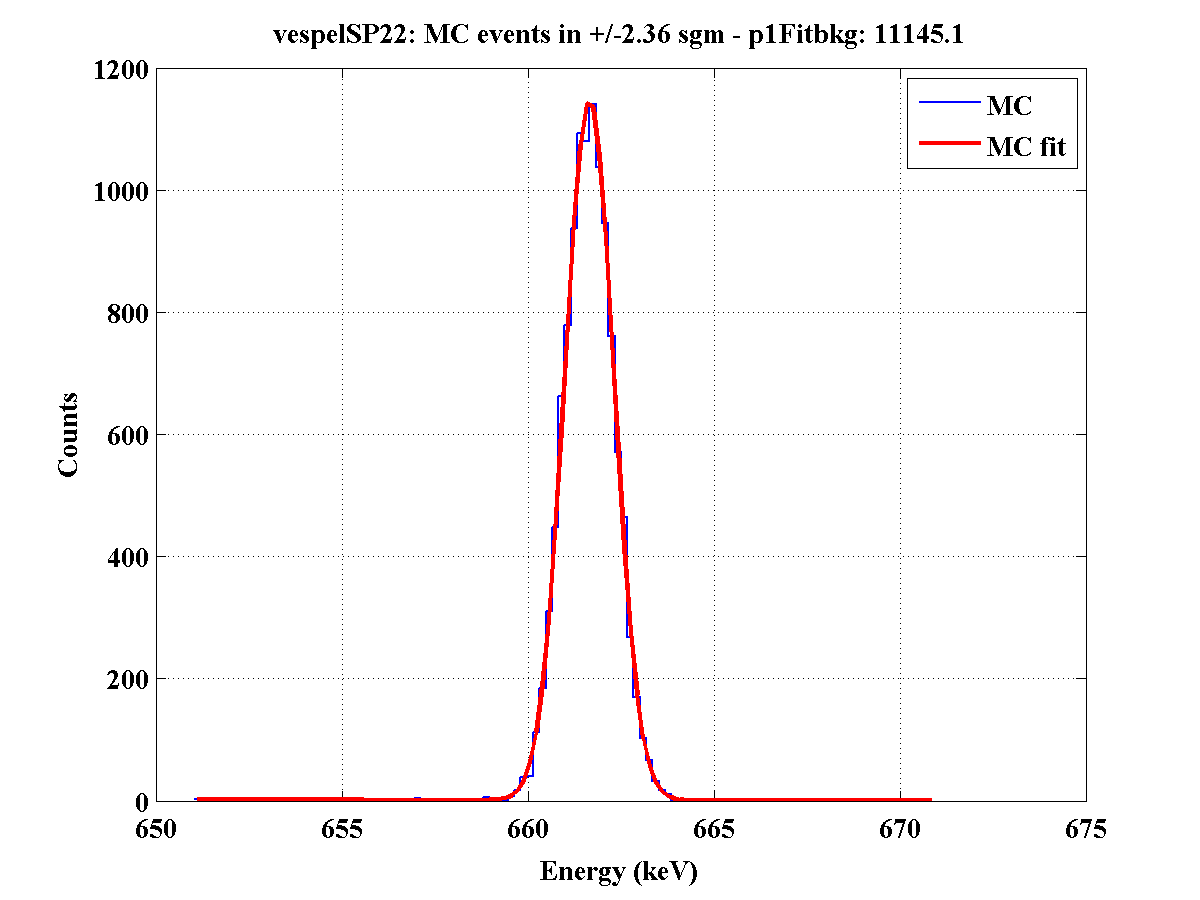 vespelSP22: MC events in +/-2.36 sgm - p1Fitbkg: 11145.1
1200
1000
800
600
400
200
0
Counts
MC
MC fit
650
655
660
665
670
675
Energy (keV)